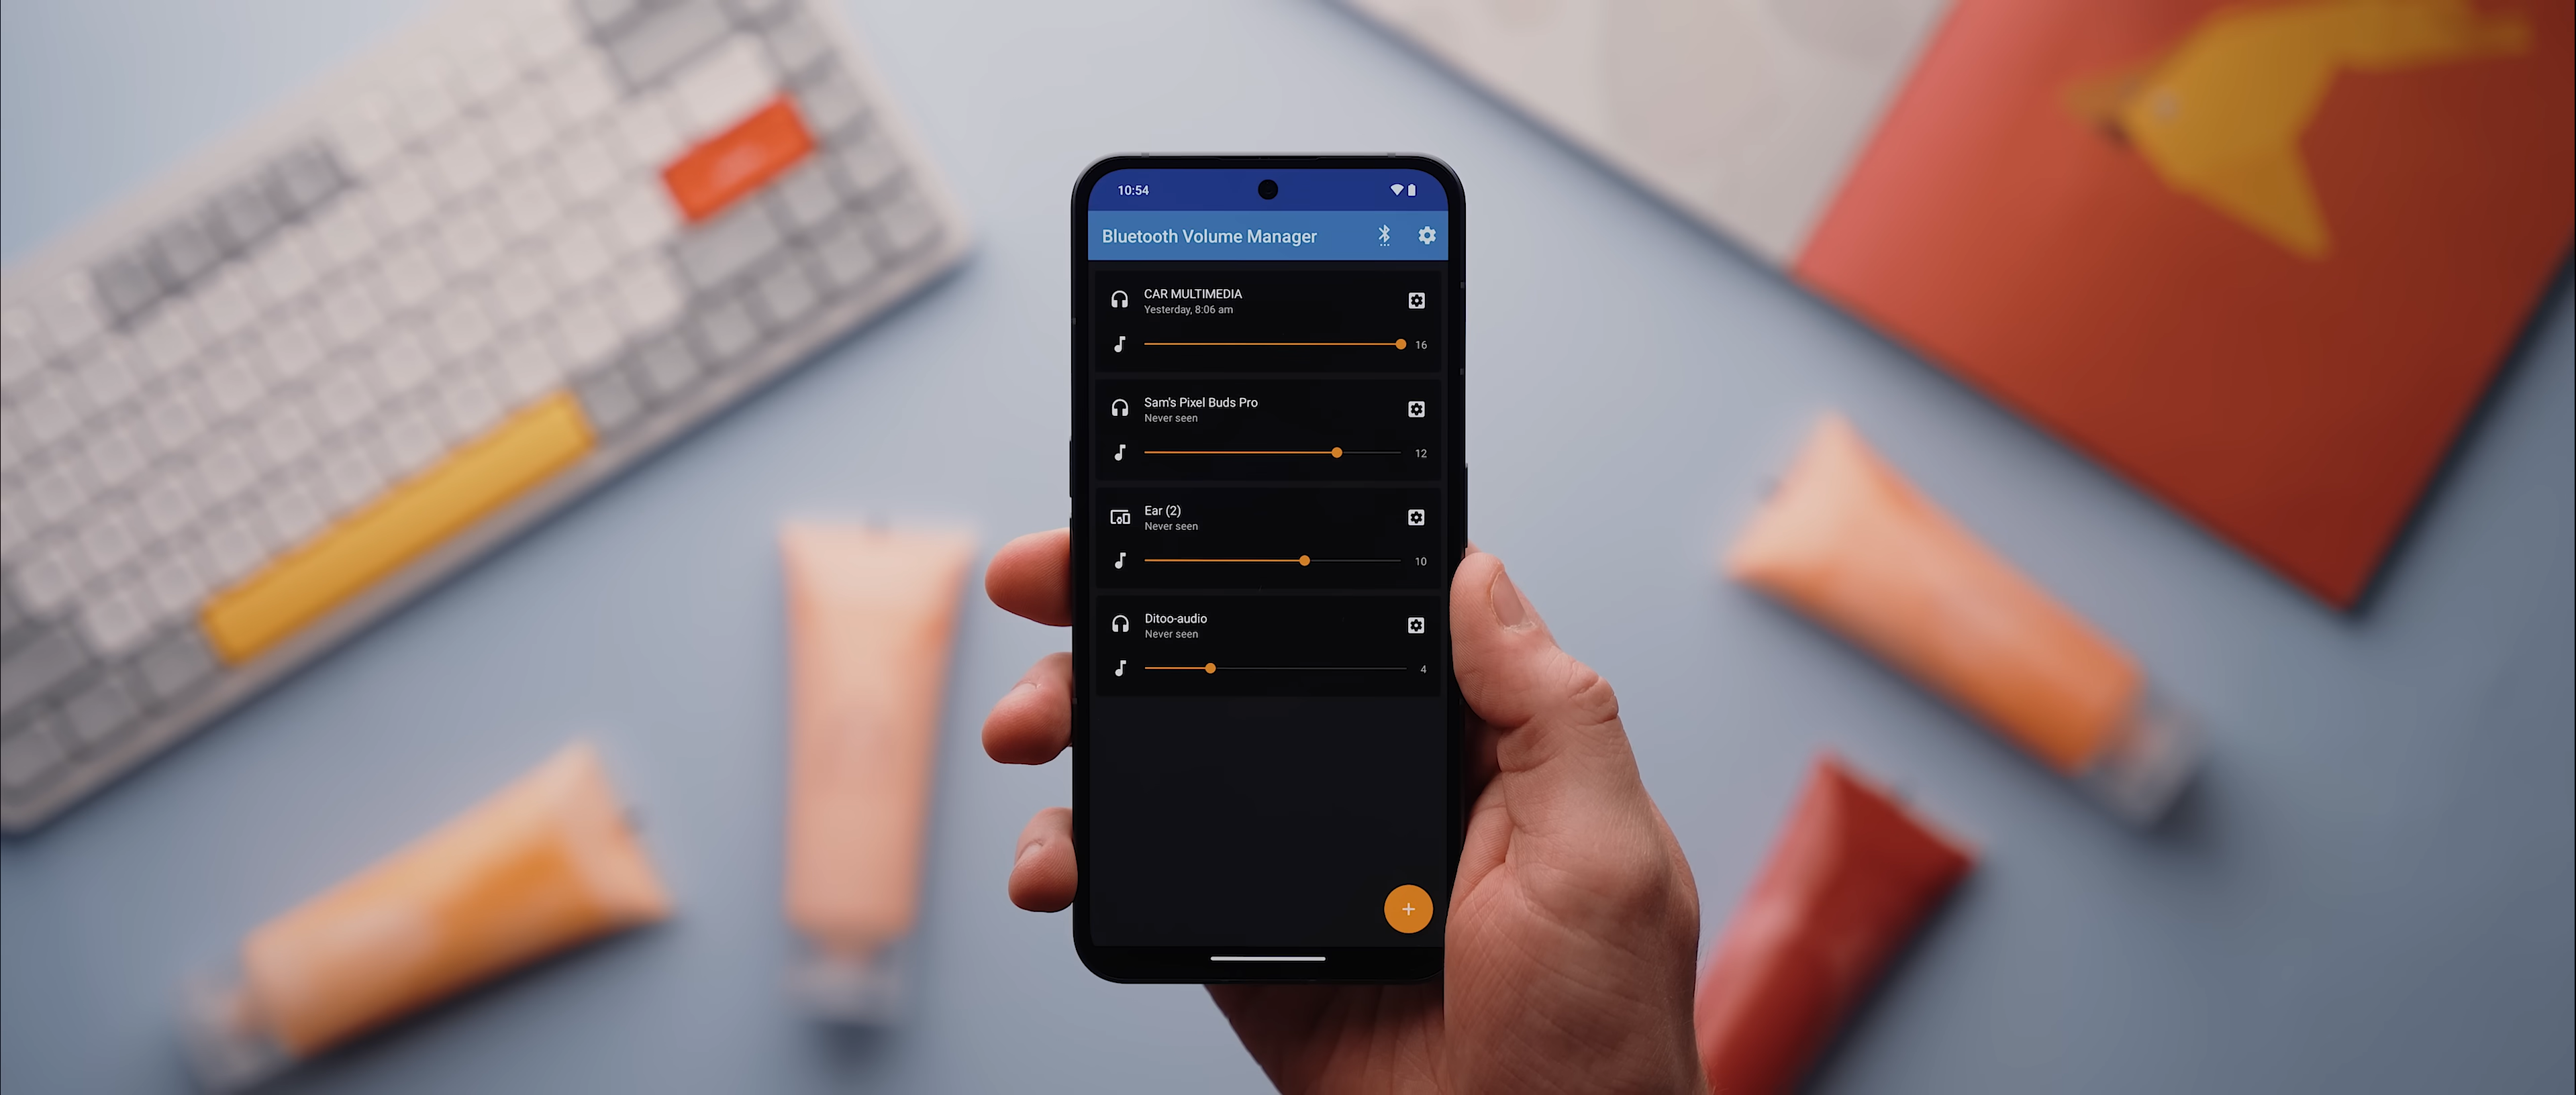 10:54
Bluetooth Volume Manager
CAR MULTIMEDIA
Yesterday, 8:06 am
16
Sam's Pixel Buds Pro
Never seen
12
Ear (2)
Never seen
10
Ditoo-audio
Never seen
4